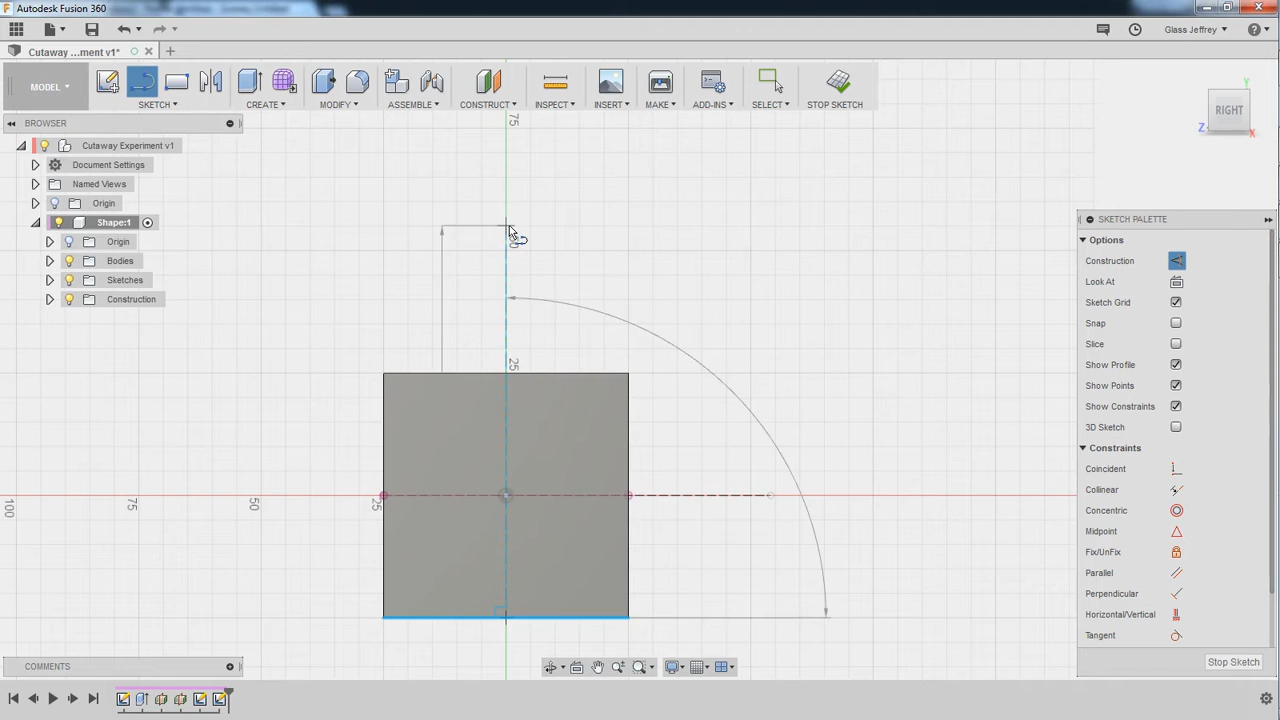 Autodesk Fusion 360
Glass Jeffrey
Cutaway ...ment v1*
MODEL
SKETCH
CREATE
MODIFY
ASSEMBLE
CONSTRUCT
INSPECT
INSERT
MAKE
ADD-INS
SELECT
STOP SKETCH
BROWSER
Cutaway Experiment v1
Document Settings
Named Views
Origin
Shape:1
Origin
Bodies
Sketches
Construction
75
25
100
75
50
25
RIGHT
Y
Z
X
SKETCH PALETTE
Options
Construction
Look At
Sketch Grid
Snap
Slice
Show Profile
Show Points
Show Constraints
3D Sketch
Constraints
Coincident
Collinear
Concentric
Midpoint
Fix/UnFix
Parallel
Perpendicular
Horizontal/Vertical
Tangent
Stop Sketch
COMMENTS